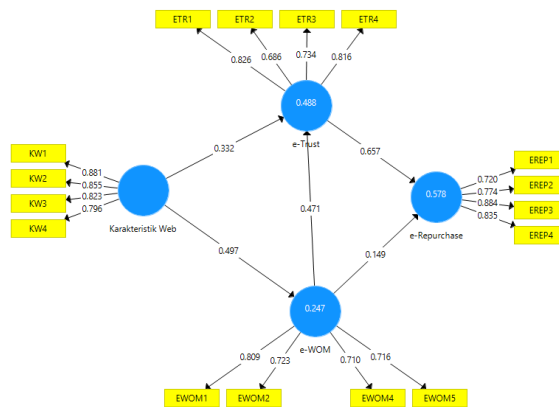 ETR1 ETR2 ETR3 ETR4
0.826 0.686 0.734 0.816
0.488
e-Trust
KW1
KW2
KW3
KW4
0.881
0.855
0.823
0.796
Karakteristik Web
0.332
0.657
0.471
0.497
0.149
0.578
e-Repurchase
0.720
0.774
0.884
0.835
EREP1
EREP2
EREP3
EREP4
0.247
e-WOM
0.809 0.723 0.710 0.716
EWOM1 EWOM2 EWOM4 EWOM5